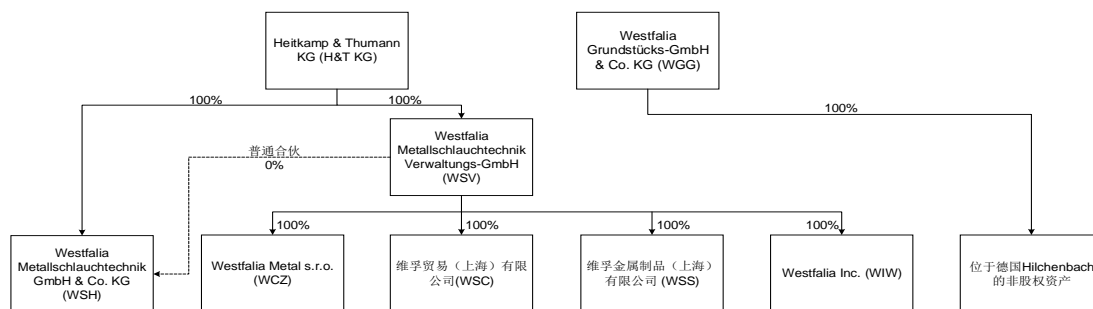 Heitkamp & Thumann
KG (H&T KG)
Westfalia
Grundstücks-GmbH
& Co. KG (WGG)
100%
100%
100%
Westfalia
Metallschlauchtechnik
Verwaltungs-GmbH
(WSV)
普通合伙
0%
100%
100%
100%
100%
Westfalia
Metallschlauchtechnik
GmbH & Co. KG
(WSH)
Westfalia Metal s.r.o.
(WCZ)
维孚贸易（上海）有限
公司(WSC)
维孚金属制品（上海）
有限公司 (WSS)
Westfalia Inc. (WIW)
位于德国Hilchenbach
的非股权资产